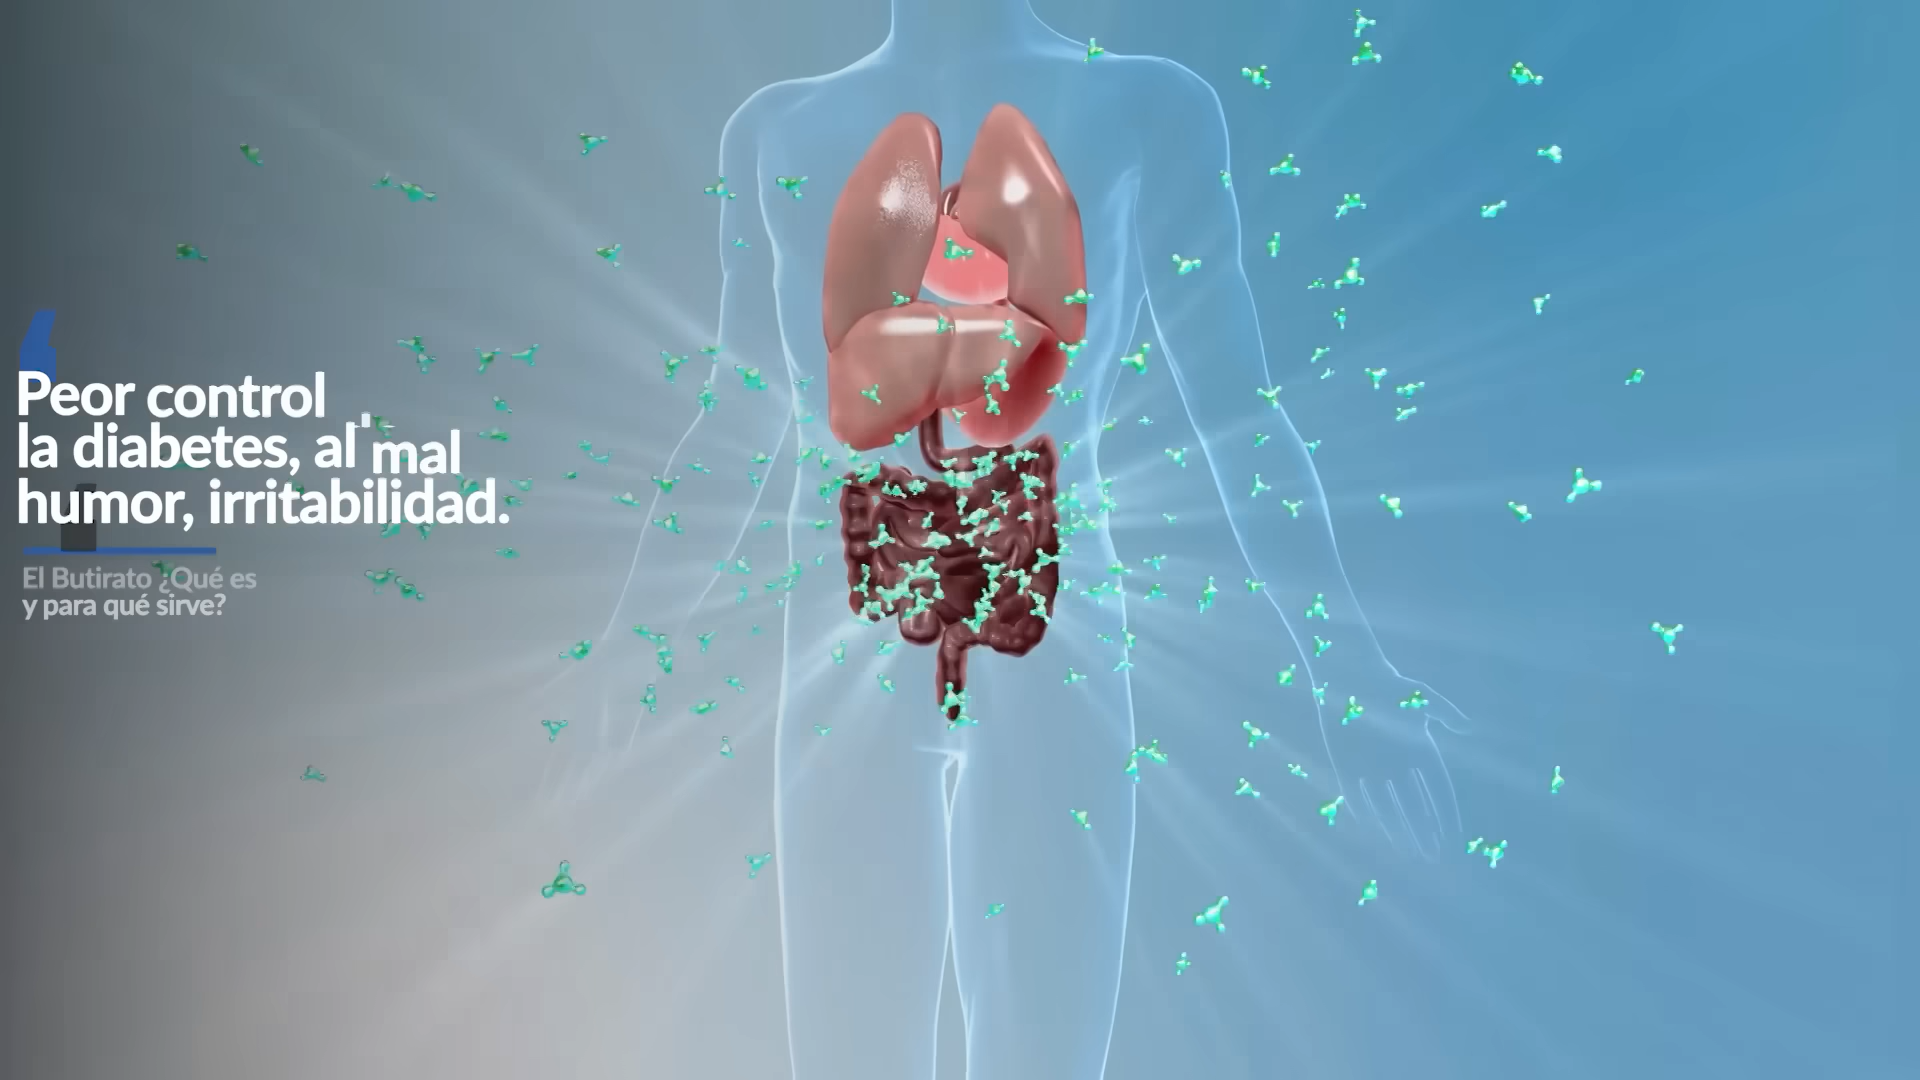 Peor control
la diabetes, al mal
humor, irritabilidad.
El Butirato ¿Qué es
y para qué sirve?